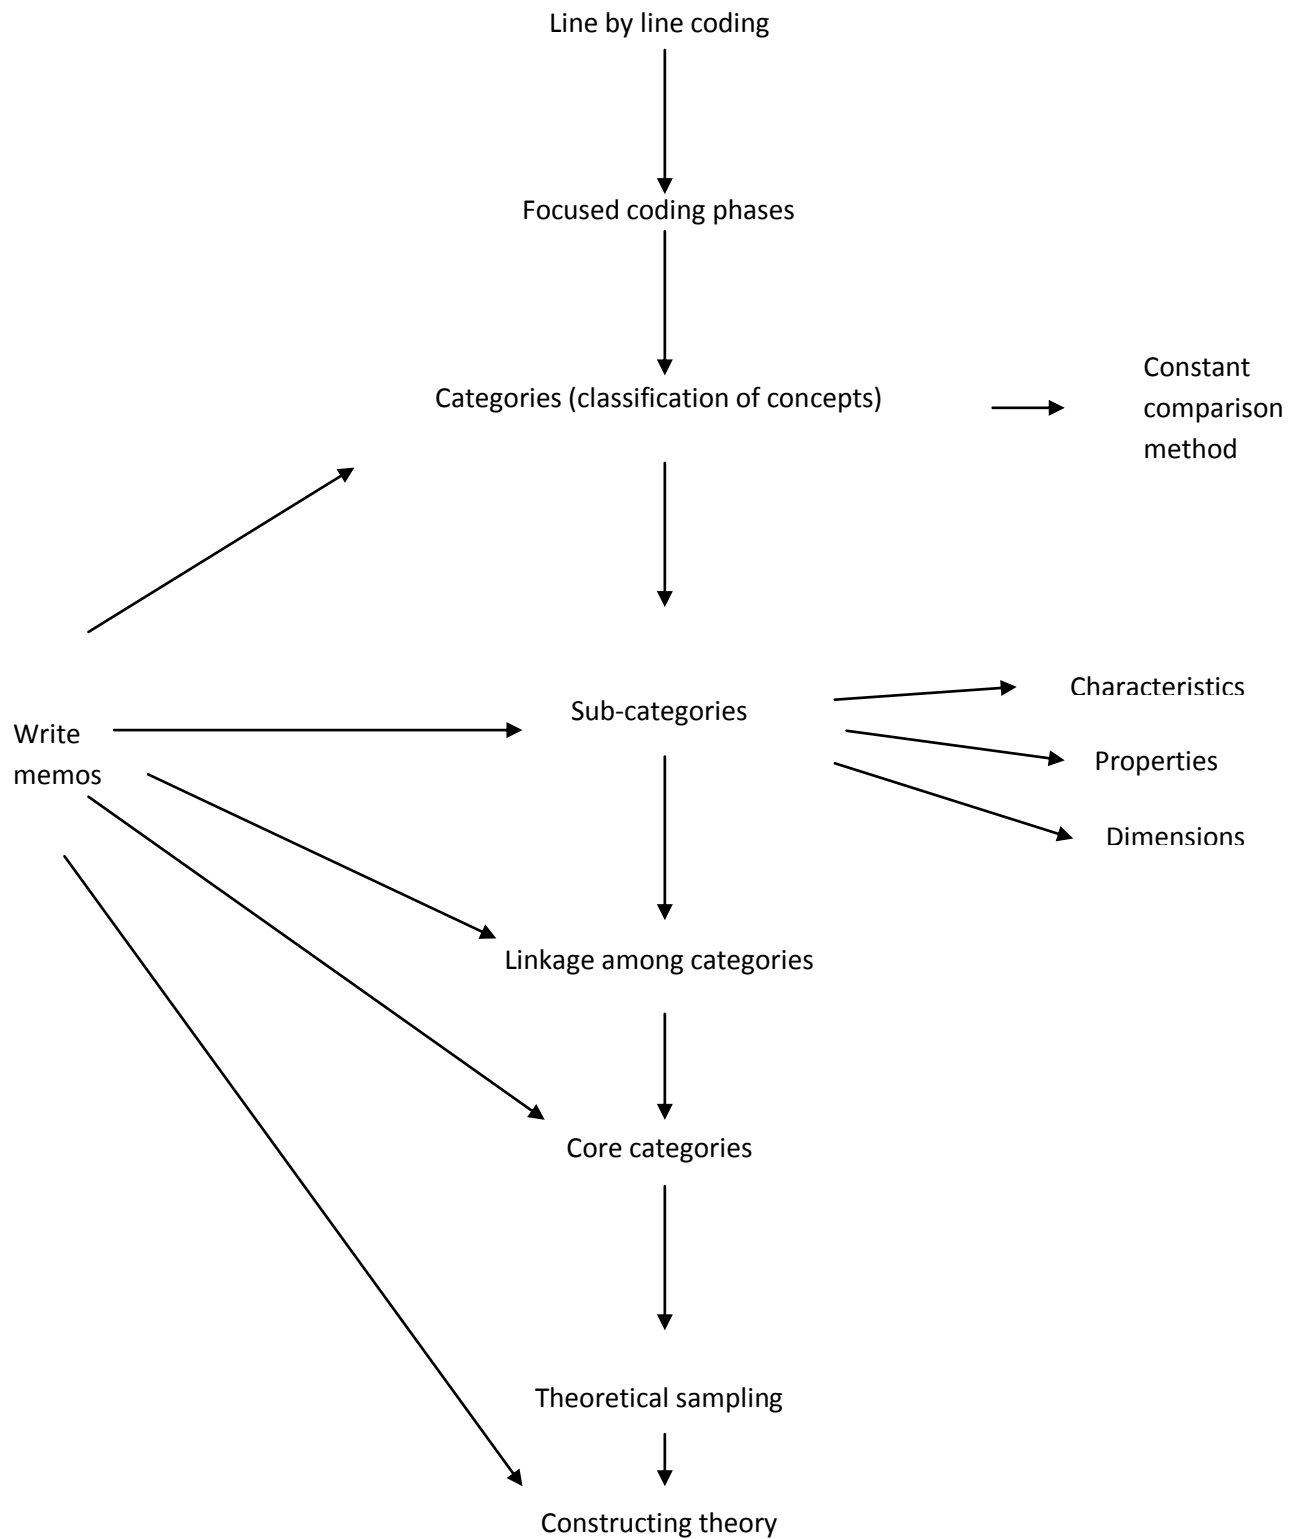 Line by line coding
Focused coding phases
Categories (classification of concepts)
Constant
comparison
method
Write
memos
Sub-categories
Characteristics
Properties
Dimensions
Linkage among categories
Core categories
Theoretical sampling
Constructing theory